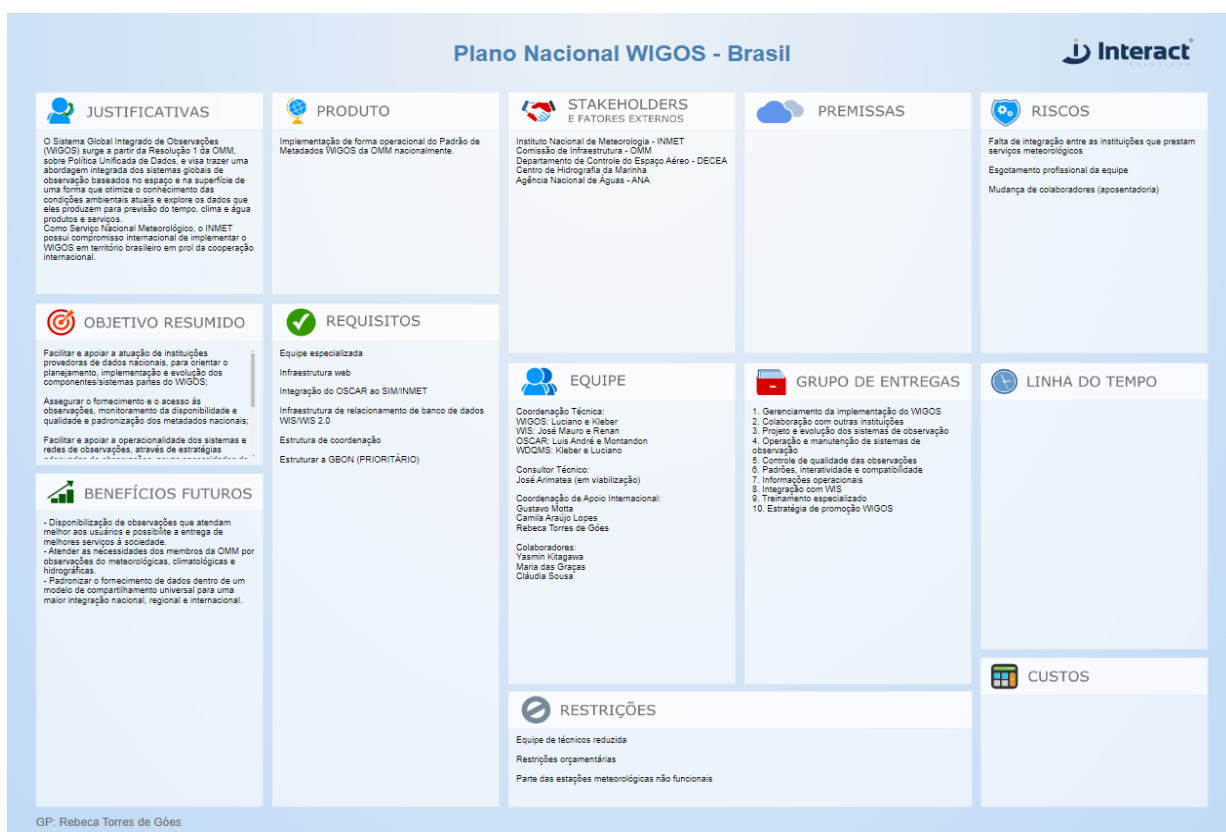 Plano Nacional WIGOS - Brasil
Interact
SOLUTIONS
JUSTIFICATIVAS
O Sistema Global Integrado de Observações
(WIGOS) surge a partir da Resolução 1 da OMM,
sobre Política Unificada de Dados, e visa trazer uma
abordagem integrada dos sistemas globais de
observação baseados no espaço e na superfície de
uma forma que otimize o conhecimento das
condições ambientais atuais e explore os dados que
eles produzem para previsão do tempo, clima e água
produtos e serviços.
Como Serviço Nacional Meteorológico, o INMET
possui compromisso internacional de implementar o
WIGOS em território brasileiro em prol da cooperação
internacional.
OBJETIVO RESUMIDO
Facilitar e apoiar a atuação de instituições
provedoras de dados nacionais, para orientar o
planejamento, implementação e evolução dos
componentes/sistemas partes do WIGOS;
Assegurar o fornecimento e o acesso às
observações, monitoramento da disponibilidade e
qualidade e padronização dos metadados nacionais;
Facilitar e apoiar a operacionalidade dos sistemas e
redes de observações, através de estratégias
BENEFÍCIOS FUTUROS
- Disponibilização de observações que atendam
melhor aos usuários e possibilite a entrega de
melhores serviços à sociedade.
- Atender as necessidades dos membros da OMM por
observações do meteorológicas, climatológicas e
hidrográficas.
- Padronizar o fornecimento de dados dentro de um
modelo de compartilhamento universal para uma
maior integração nacional, regional e internacional.
PRODUTO
Implementação de forma operacional do Padrão de
Metadados WIGOS da OMM nacionalmente.
REQUISITOS
Equipe especializada
Infraestrutura web
Integração do OSCAR ao SIM/INMET
Infraestrutura de relacionamento de banco de dados
WIS/WIS 2.0
Estrutura de coordenação
Estruturar a GBON (PRIORITÁRIO)
STAKEHOLDERS
E FATORES EXTERNOS
Instituto Nacional de Meteorologia - INMET
Comissão de Infraestrutura - OMM
Departamento de Controle do Espaço Aéreo - DECEA
Centro de Hidrografia da Marinha
Agência Nacional de Águas - ANA
EQUIPE
Coordenação Técnica:
WIGOS: Luciano e Kleber
WIS: José Mauro e Renan
OSCAR: Luis André e Montandon
WDQMS: Kleber e Luciano
Consultor Técnico:
José Arimatea (em viabilização)
Coordenação de Apoio Internacional:
Gustavo Motta
Camila Araújo Lopes
Rebeca Torres de Góes
Colaboradores:
Yasmin Kitagawa
Maria das Graças
Cláudia Sousa
PREMISSAS
GRUPO DE ENTREGAS
1. Gerenciamento da implementação do WIGOS
2. Colaboração com outras instituições
3. Projeto e evolução dos sistemas de observação
4. Operação e manutenção de sistemas de
observação
5. Controle de qualidade das observações
6. Padrões, interatividade e compatibilidade
7. Informações operacionais
8. Integração com WIS
9. Treinamento especializado
10. Estratégia de promoção WIGOS
RESTRIÇÕES
Equipe de técnicos reduzida
Restrições orçamentárias
Parte das estações meteorológicas não funcionais
RISCOS
Falta de integração entre as instituições que prestam
serviços meteorológicos
Esgotamento profissional da equipe
Mudança de colaboradores (aposentadoria)
LINHA DO TEMPO
CUSTOS
GP: Rebeca Torres de Góes